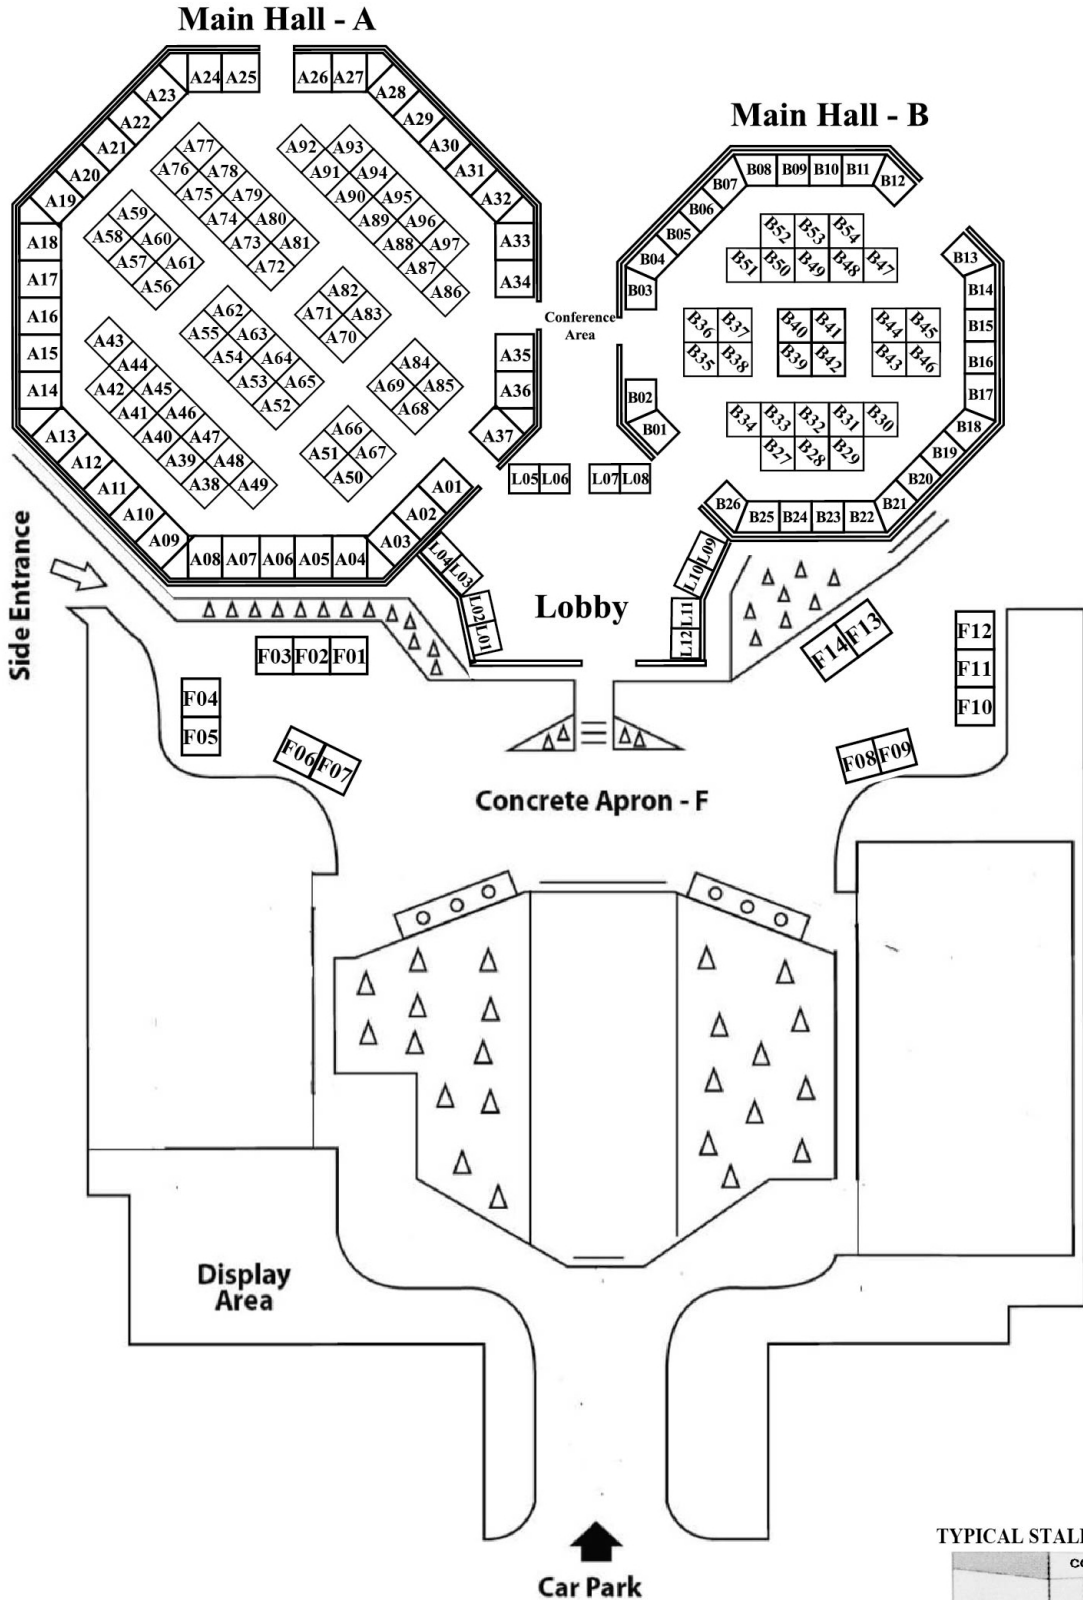 Main Hall - A
A24 A25 A26 A27
A23 A28
A22 A29
A21 A30
A20 A31
A19 A32
A18 A33
A17 A34
A16
A15 A35
A14 A36
A13 A37
A12
A11 A01
A10 A02
A09 A03
A08 A07 A06 A05 A04
A77
A76 A78
A75 A79
A74 A80
A73 A81
A72
A92 A93
A91 A94
A90 A95
A89 A96
A88 A97
A87
A86
A59
A58 A60
A57 A61
A56
A62
A55 A63
A54 A64
A53 A65
A52
A82
A71 A83
A70
A84
A69 A85
A68
A43
A44
A42 A45
A41 A46
A40 A47
A39 A48
A38 A49
A66
A51 A67
A50
Conference
Area
Main Hall - B
B08 B09 B10 B11
B07 B12
B06
B05
B04 B13
B03 B14
B15
B16
B02 B17
B01 B18
B19
B20
B26 B21
B25 B24 B23 B22
B52 B53 B54
B51 B50 B49 B48 B47
B36 B37 B40 B41 B44 B45
B35 B38 B39 B42 B43 B46
B34 B33 B32 B31 B30
B27 B28 B29
L05 L06 L07 L08
L04 L03
L02 L01
L09
L10
L11
L12
Lobby
Side Entrance
F03 F02 F01
F04
F05
F06 F07
F14 F13
F12
F11
F10
F08 F09
Concrete Apron - F
Display
Area
Car Park
TYPICAL STALL